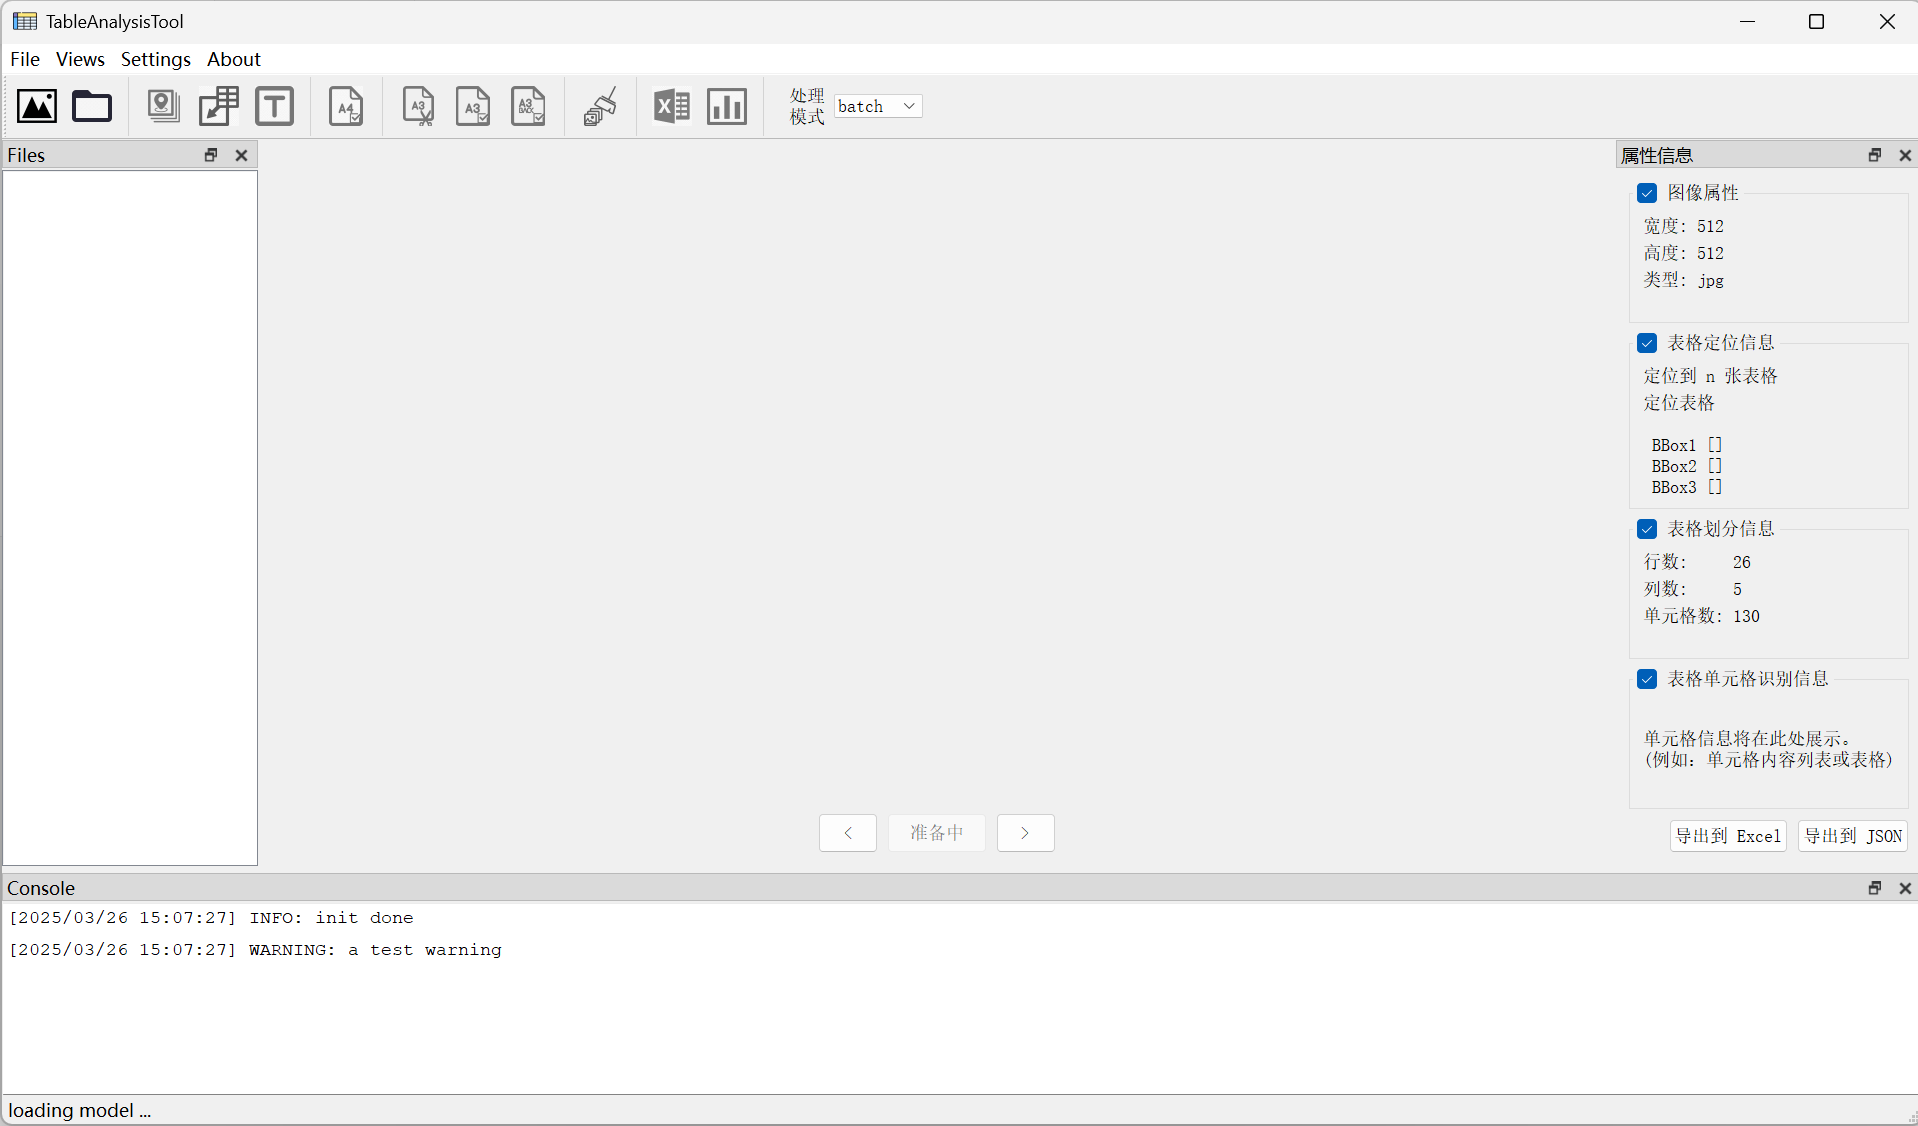 TableAnalysisTool
File Views Settings About
A4
A3
A3
A3
BACK
处理
模式
batch
Files
属性信息
图像属性
宽度: 512
高度: 512
类型: jpg
表格定位信息
定位到 n 张表格
定位表格
BBox1 []
BBox2 []
BBox3 []
表格划分信息
行数: 26
列数: 5
单元格数: 130
表格单元格识别信息
单元格信息将在此处展示。
(例如: 单元格内容列表或表格)
< 准备中 >
导出到 Excel 导出到 JSON
Console
[2025/03/26 15:07:27] INFO: init done
[2025/03/26 15:07:27] WARNING: a test warning
loading model ...